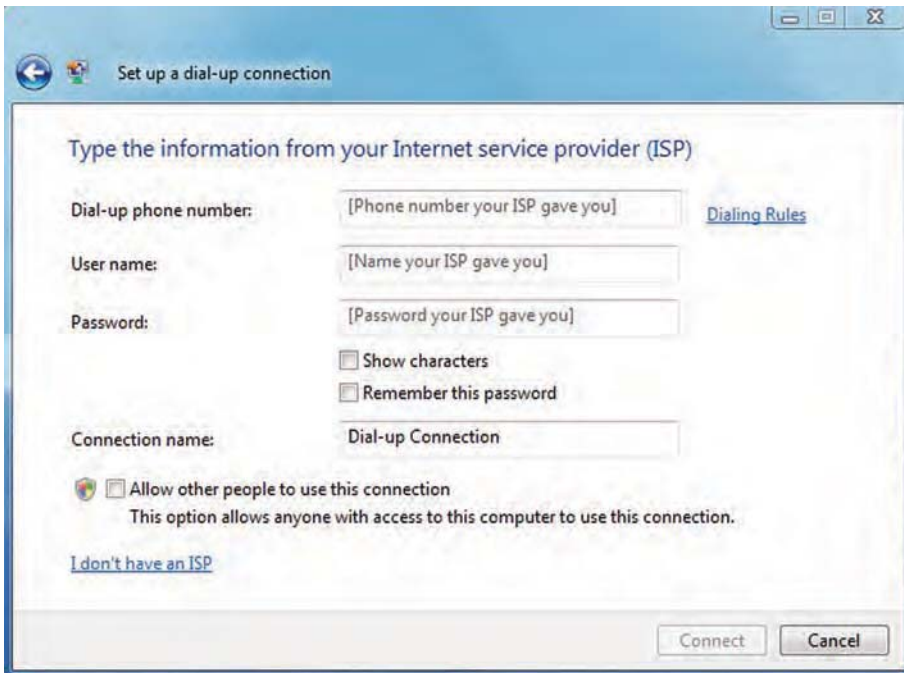 Set up a dial-up connection
Type the information from your Internet service provider (ISP)
Dial-up phone number: [Phone number your ISP gave you] Dialing Rules
User name: [Name your ISP gave you]
Password: [Password your ISP gave you]
Show characters
Remember this password
Connection name: Dial-up Connection
Allow other people to use this connection
This option allows anyone with access to this computer to use this connection.
I don't have an ISP
Connect Cancel